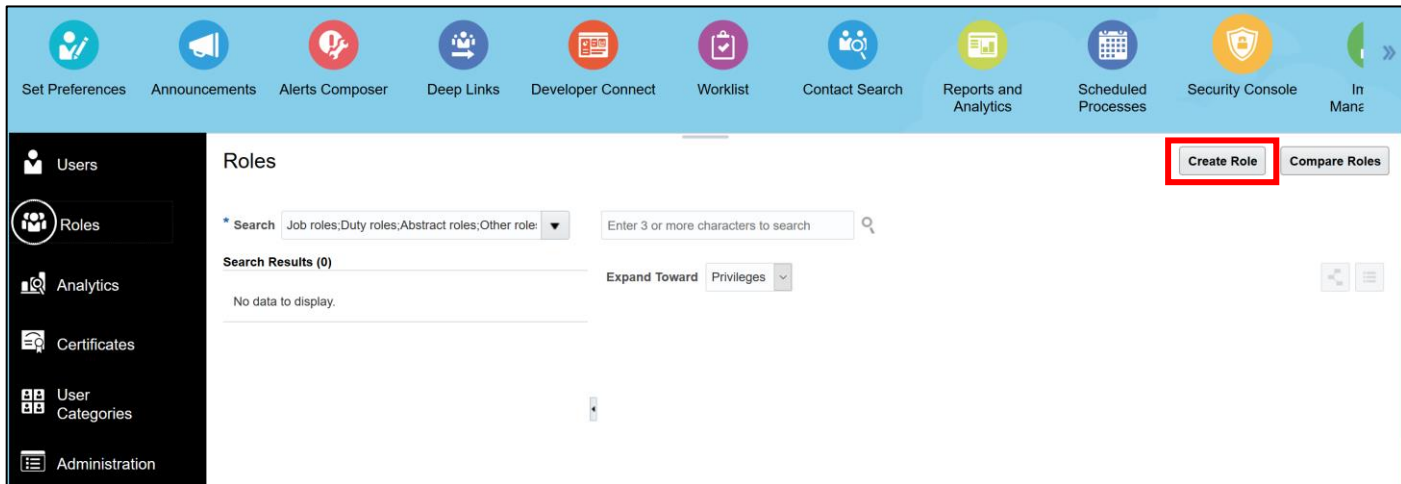 Set Preferences
Announcements
Alerts Composer
Deep Links
Developer Connect
Worklist
Contact Search
Reports and
Analytics
Scheduled
Processes
Security Console
Mana
Users
Roles
Analytics
Certificates
User
Categories
Administration
Roles
Create Role
Compare Roles
* Search
Job roles;Duty roles;Abstract roles;Other role
Enter 3 or more characters to search
Search Results (0)
No data to display.
Expand Toward
Privileges